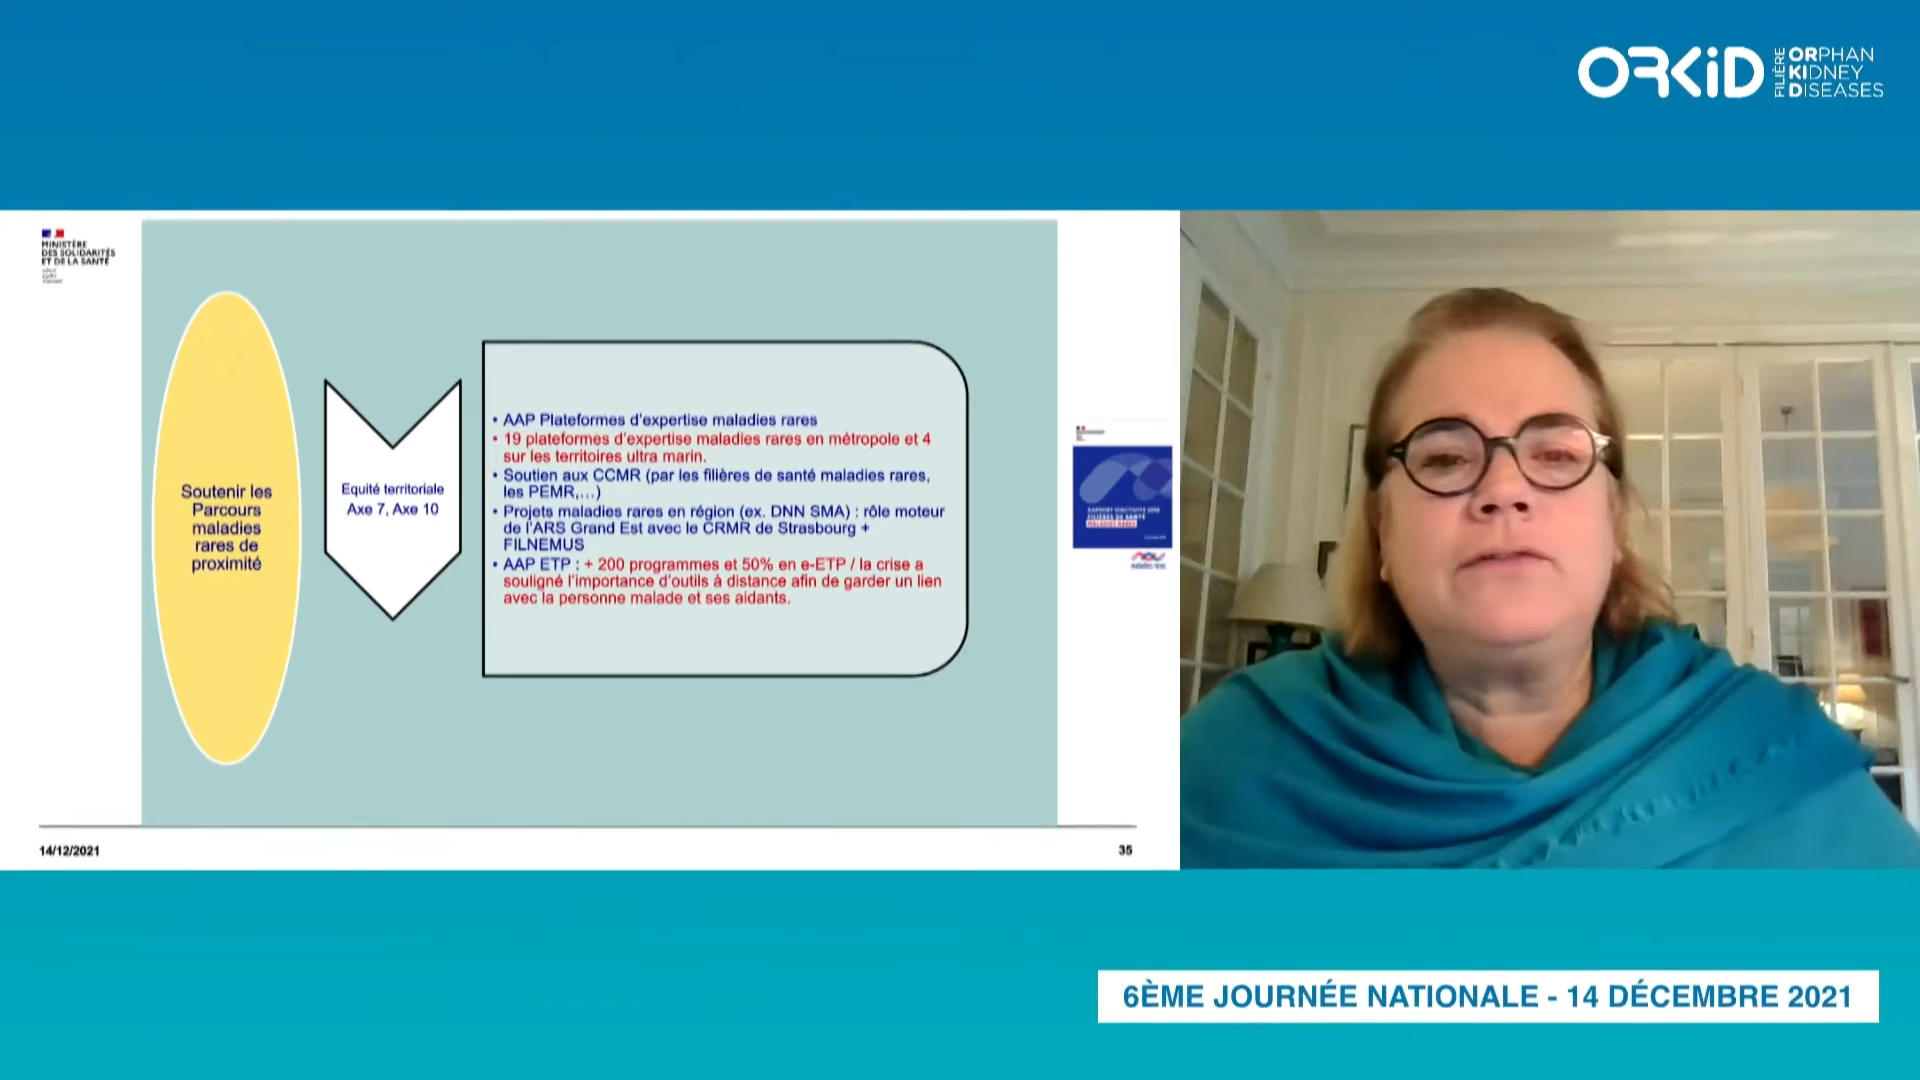 ORKiD
FILIÈRE
ORPHAN
KIDNEY
DISEASES
MINISTÈRE
DES SOLIDARITÉS
ET DE LA SANTÉ
Soutenir les
Parcours
maladies
rares de
proximité
Equité territoriale
Axe 7, Axe 10
• AAP Plateformes d'expertise maladies rares
• 19 plateformes d'expertise maladies rares en métropole et 4
sur les territoires ultra marin.
• Soutien aux CCMR (par les filières de santé maladies rares,
les PEMR,...)
• Projets maladies rares en région (ex. DNN SMA) : rôle moteur
de l'ARS Grand Est avec le CRMR de Strasbourg +
FILNEMUS
• AAP ETP : + 200 programmes et 50% en e-ETP / la crise a
souligné l'importance d'outils à distance afin de garder un lien
avec la personne malade et ses aidants.
FILIÈRES DE SANTÉ
MALADIES RARES
14/12/2021
35
6ÈME JOURNÉE NATIONALE - 14 DÉCEMBRE 2021